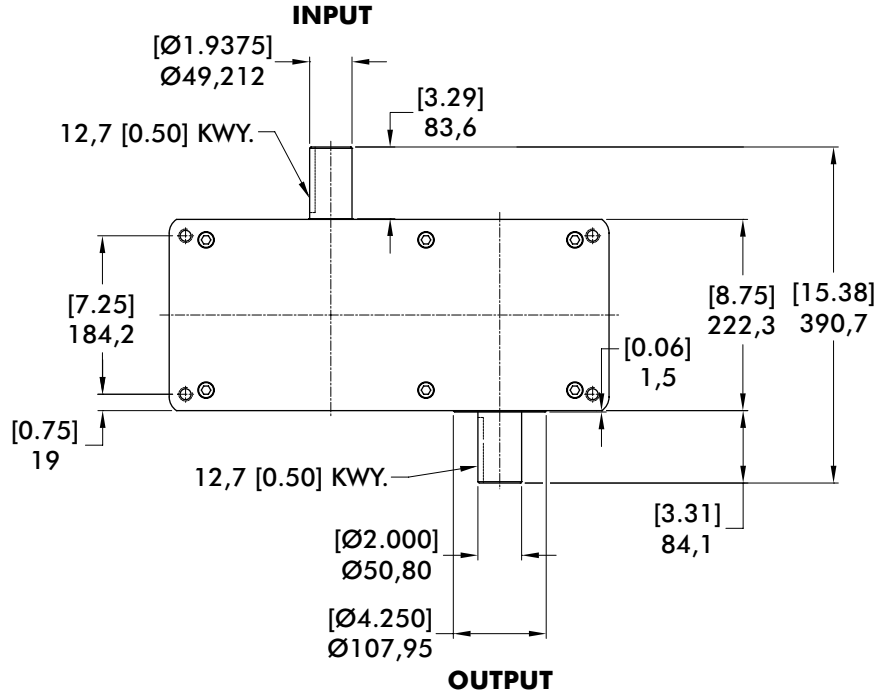 INPUT
[Ø1.9375]
Ø49,212
[3.29]
83,6
12,7 [0.50] KWY.
[7.25]
184,2
[8.75]
222,3
[15.38]
390,7
[0.06]
1,5
[0.75]
19
12,7 [0.50] KWY.
[3.31]
84,1
[Ø2.000]
Ø50,80
[Ø4.250]
Ø107,95
OUTPUT